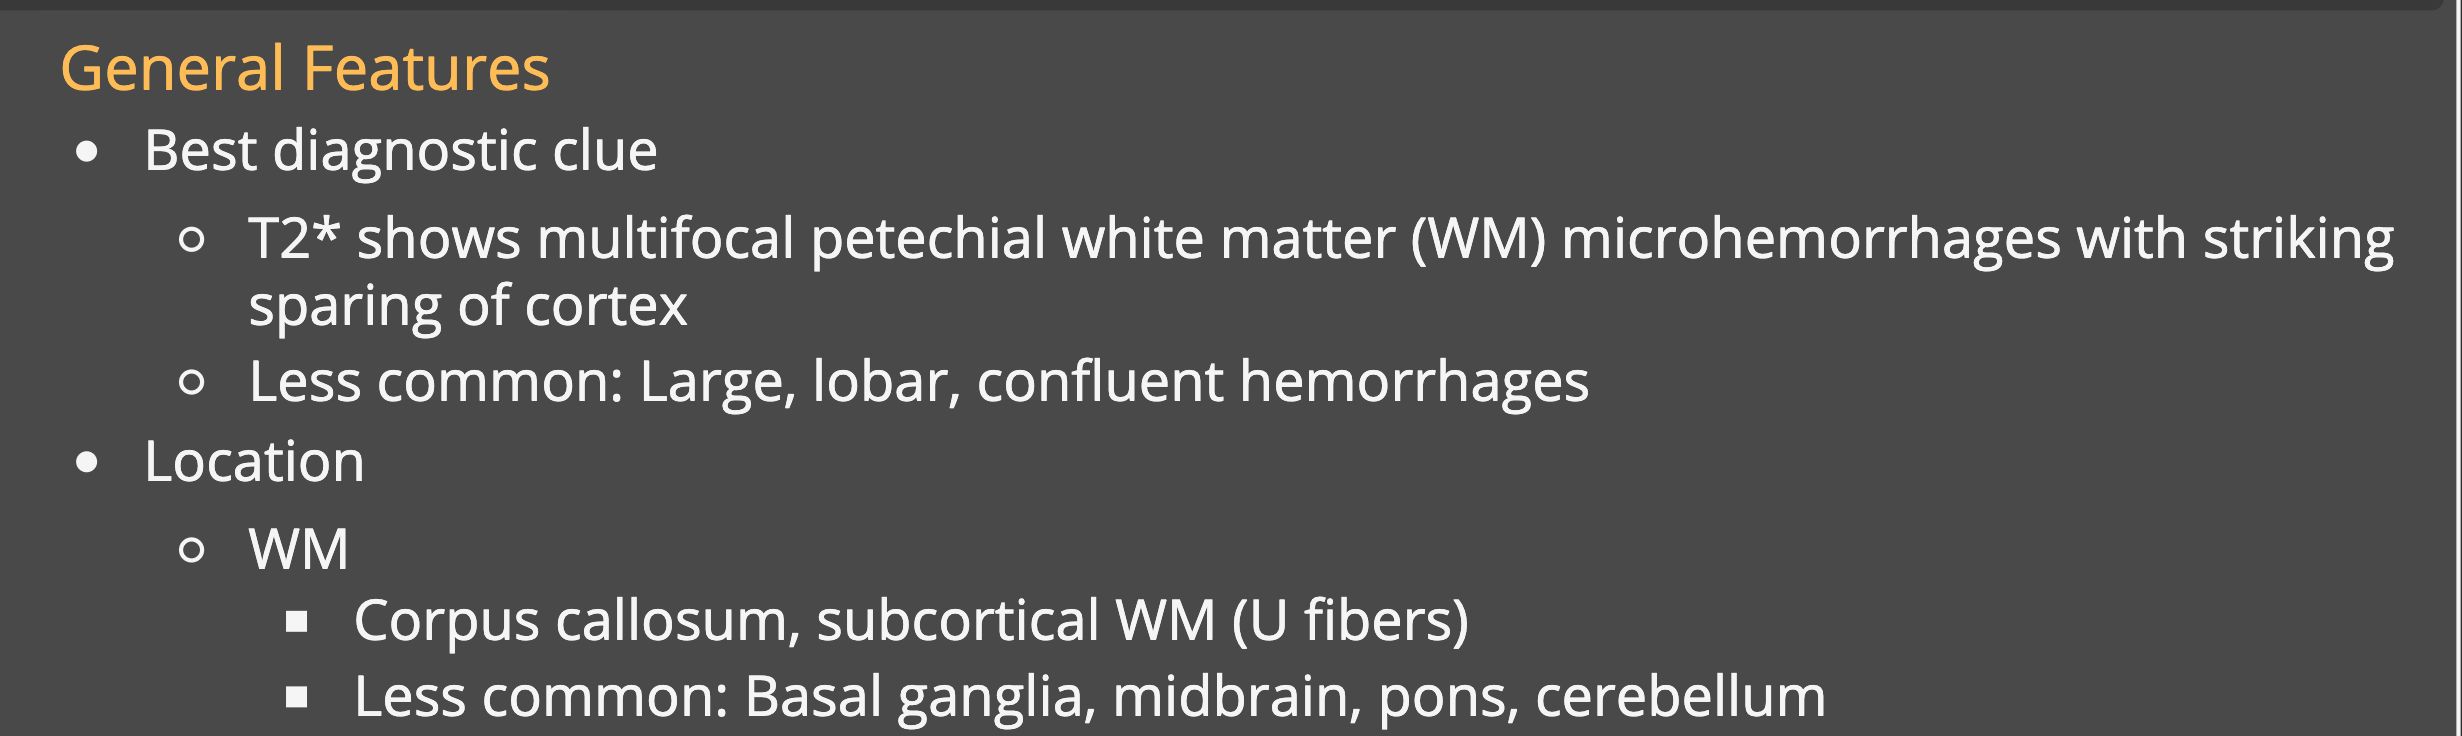 General Features
● Best diagnostic clue
○ T2* shows multifocal petechial white matter (WM) microhemorrhages with striking
sparing of cortex
○ Less common: Large, lobar, confluent hemorrhages
● Location
○ WM
■ Corpus callosum, subcortical WM (U fibers)
■ Less common: Basal ganglia, midbrain, pons, cerebellum